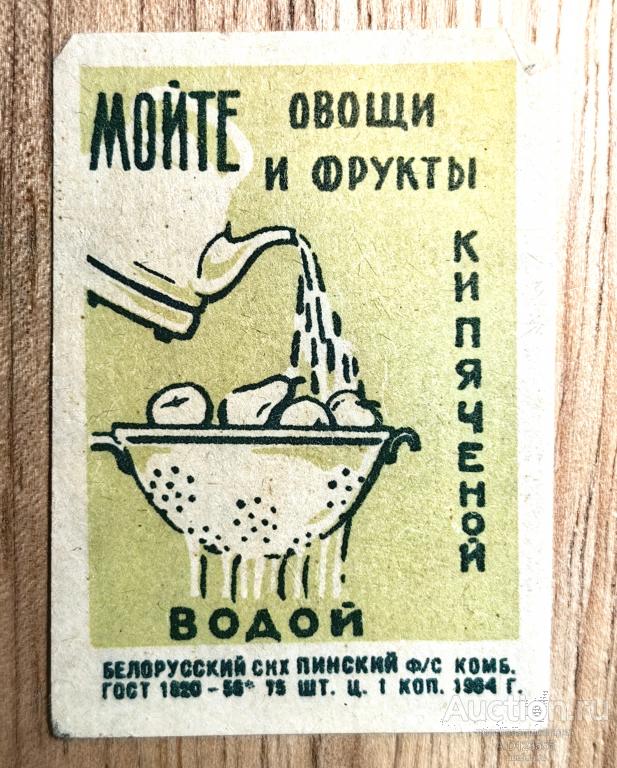 МОЙТЕ ОВОЩИ
И ФРУКТЫ
КИПЯЧЕНОЙ
ВОДОЙ
БЕЛОРУССКИЙ СНХ ПИНСКИЙ Ф/С КОМБ.
ГОСТ 1820-56* 75 ШТ. Ц. 1 КОП. 1964 Г.
Auction.ru